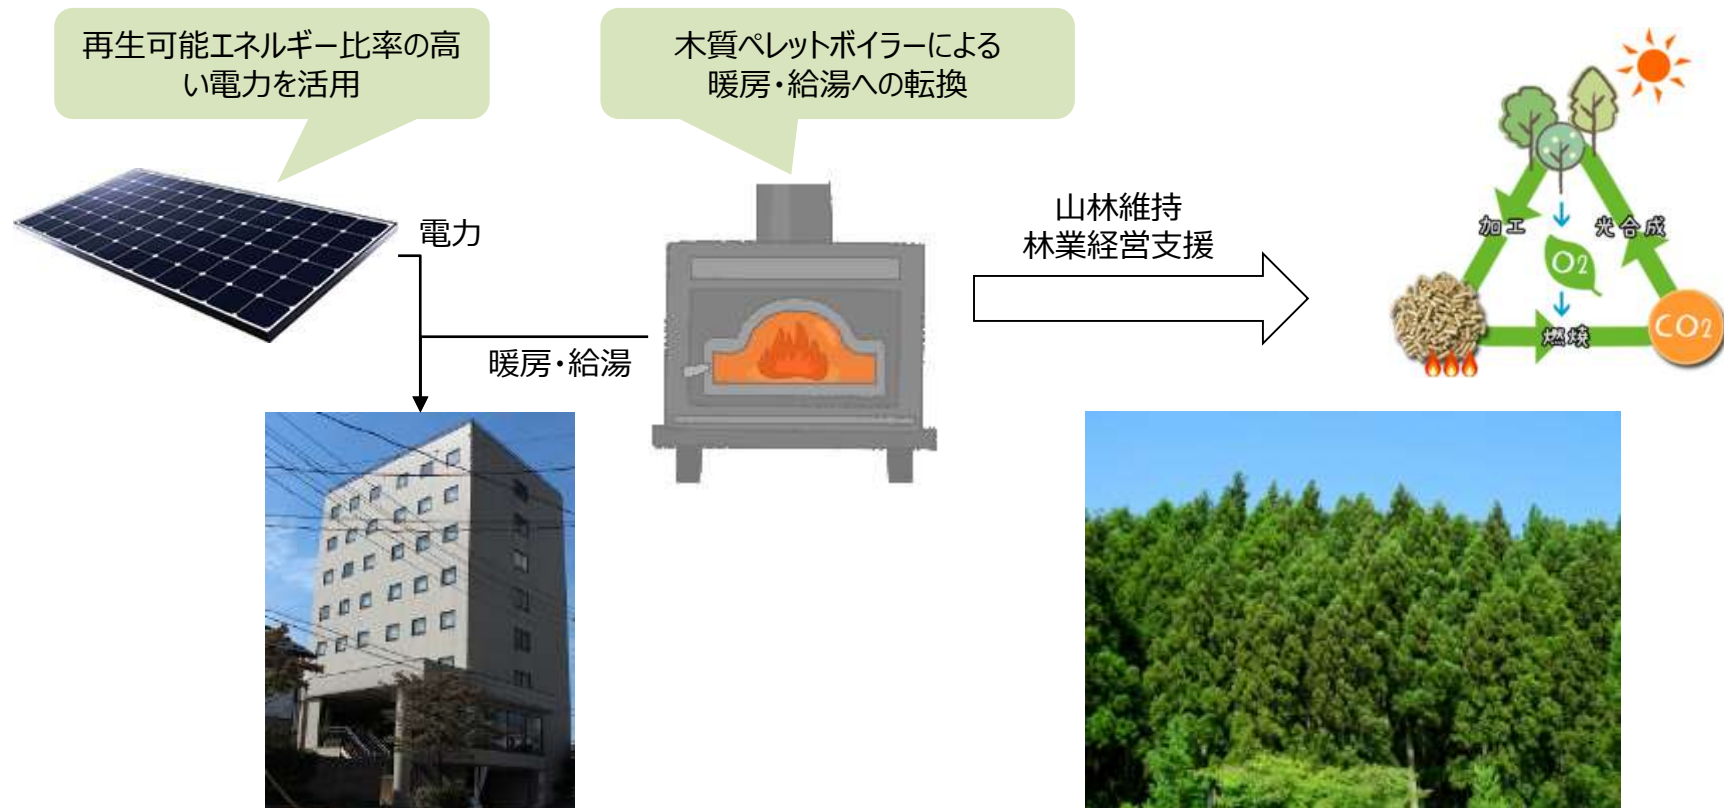 再生可能エネルギー比率の高
い電力を活用
木質ペレットボイラーによる
暖房・給湯への転換
電力
暖房・給湯
山林維持
林業経営支援
加工
光合成
O2
燃焼
CO2